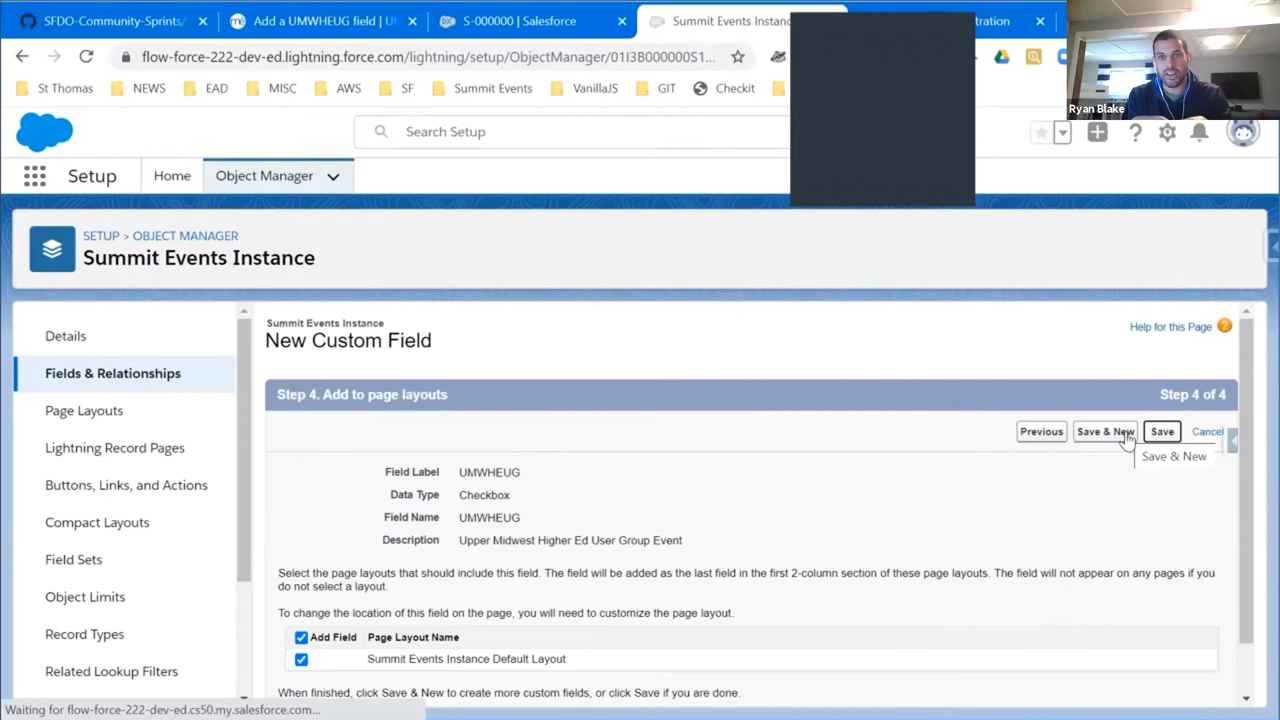 SFDO-Community-Sprints/
Add a UMWHEUG field | U
S-000000 | Salesforce
Summit Events Instanc
tration
flow-force-222-dev-ed.lightning.force.com/lightning/setup/ObjectManager/01I3B000000S1...
St Thomas
NEWS
EAD
MISC
AWS
SF
Summit Events
VanillaJS
GIT
Checkit
Ryan Blake
Search Setup
Setup
Home
Object Manager
SETUP > OBJECT MANAGER
Summit Events Instance
Details
Fields & Relationships
Page Layouts
Lightning Record Pages
Buttons, Links, and Actions
Compact Layouts
Field Sets
Object Limits
Record Types
Related Lookup Filters
Summit Events Instance
New Custom Field
Help for this Page
Step 4. Add to page layouts
Step 4 of 4
Previous
Save & New
Save
Cancel
Save & New
Field Label UMWHEUG
Data Type Checkbox
Field Name UMWHEUG
Description Upper Midwest Higher Ed User Group Event
Select the page layouts that should include this field. The field will be added as the last field in the first 2-column section of these page layouts. The field will not appear on any pages if you
do not select a layout.
To change the location of this field on the page, you will need to customize the page layout.
Add Field Page Layout Name
Summit Events Instance Default Layout
When finished, click Save & New to create more custom fields, or click Save if you are done.
Waiting for flow-force-222-dev-ed.cs50.my.salesforce.com...